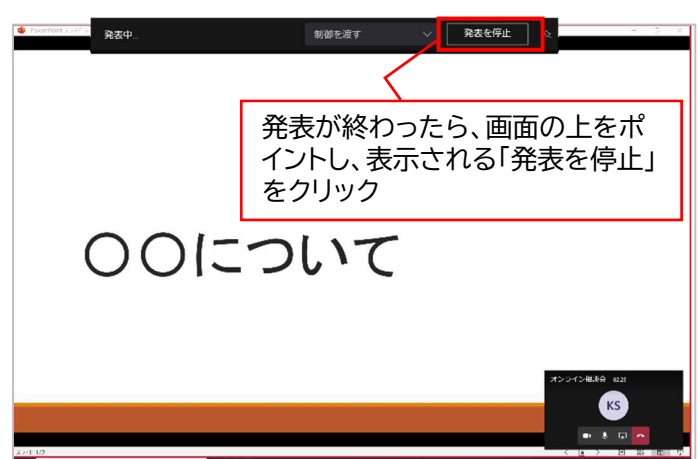 発表中...
制御を渡す
発表を停止
発表が終わったら、画面の上をポ
イントし、表示される「発表を停止」
をクリック
〇〇について
オンライン相談会 02:21
KS